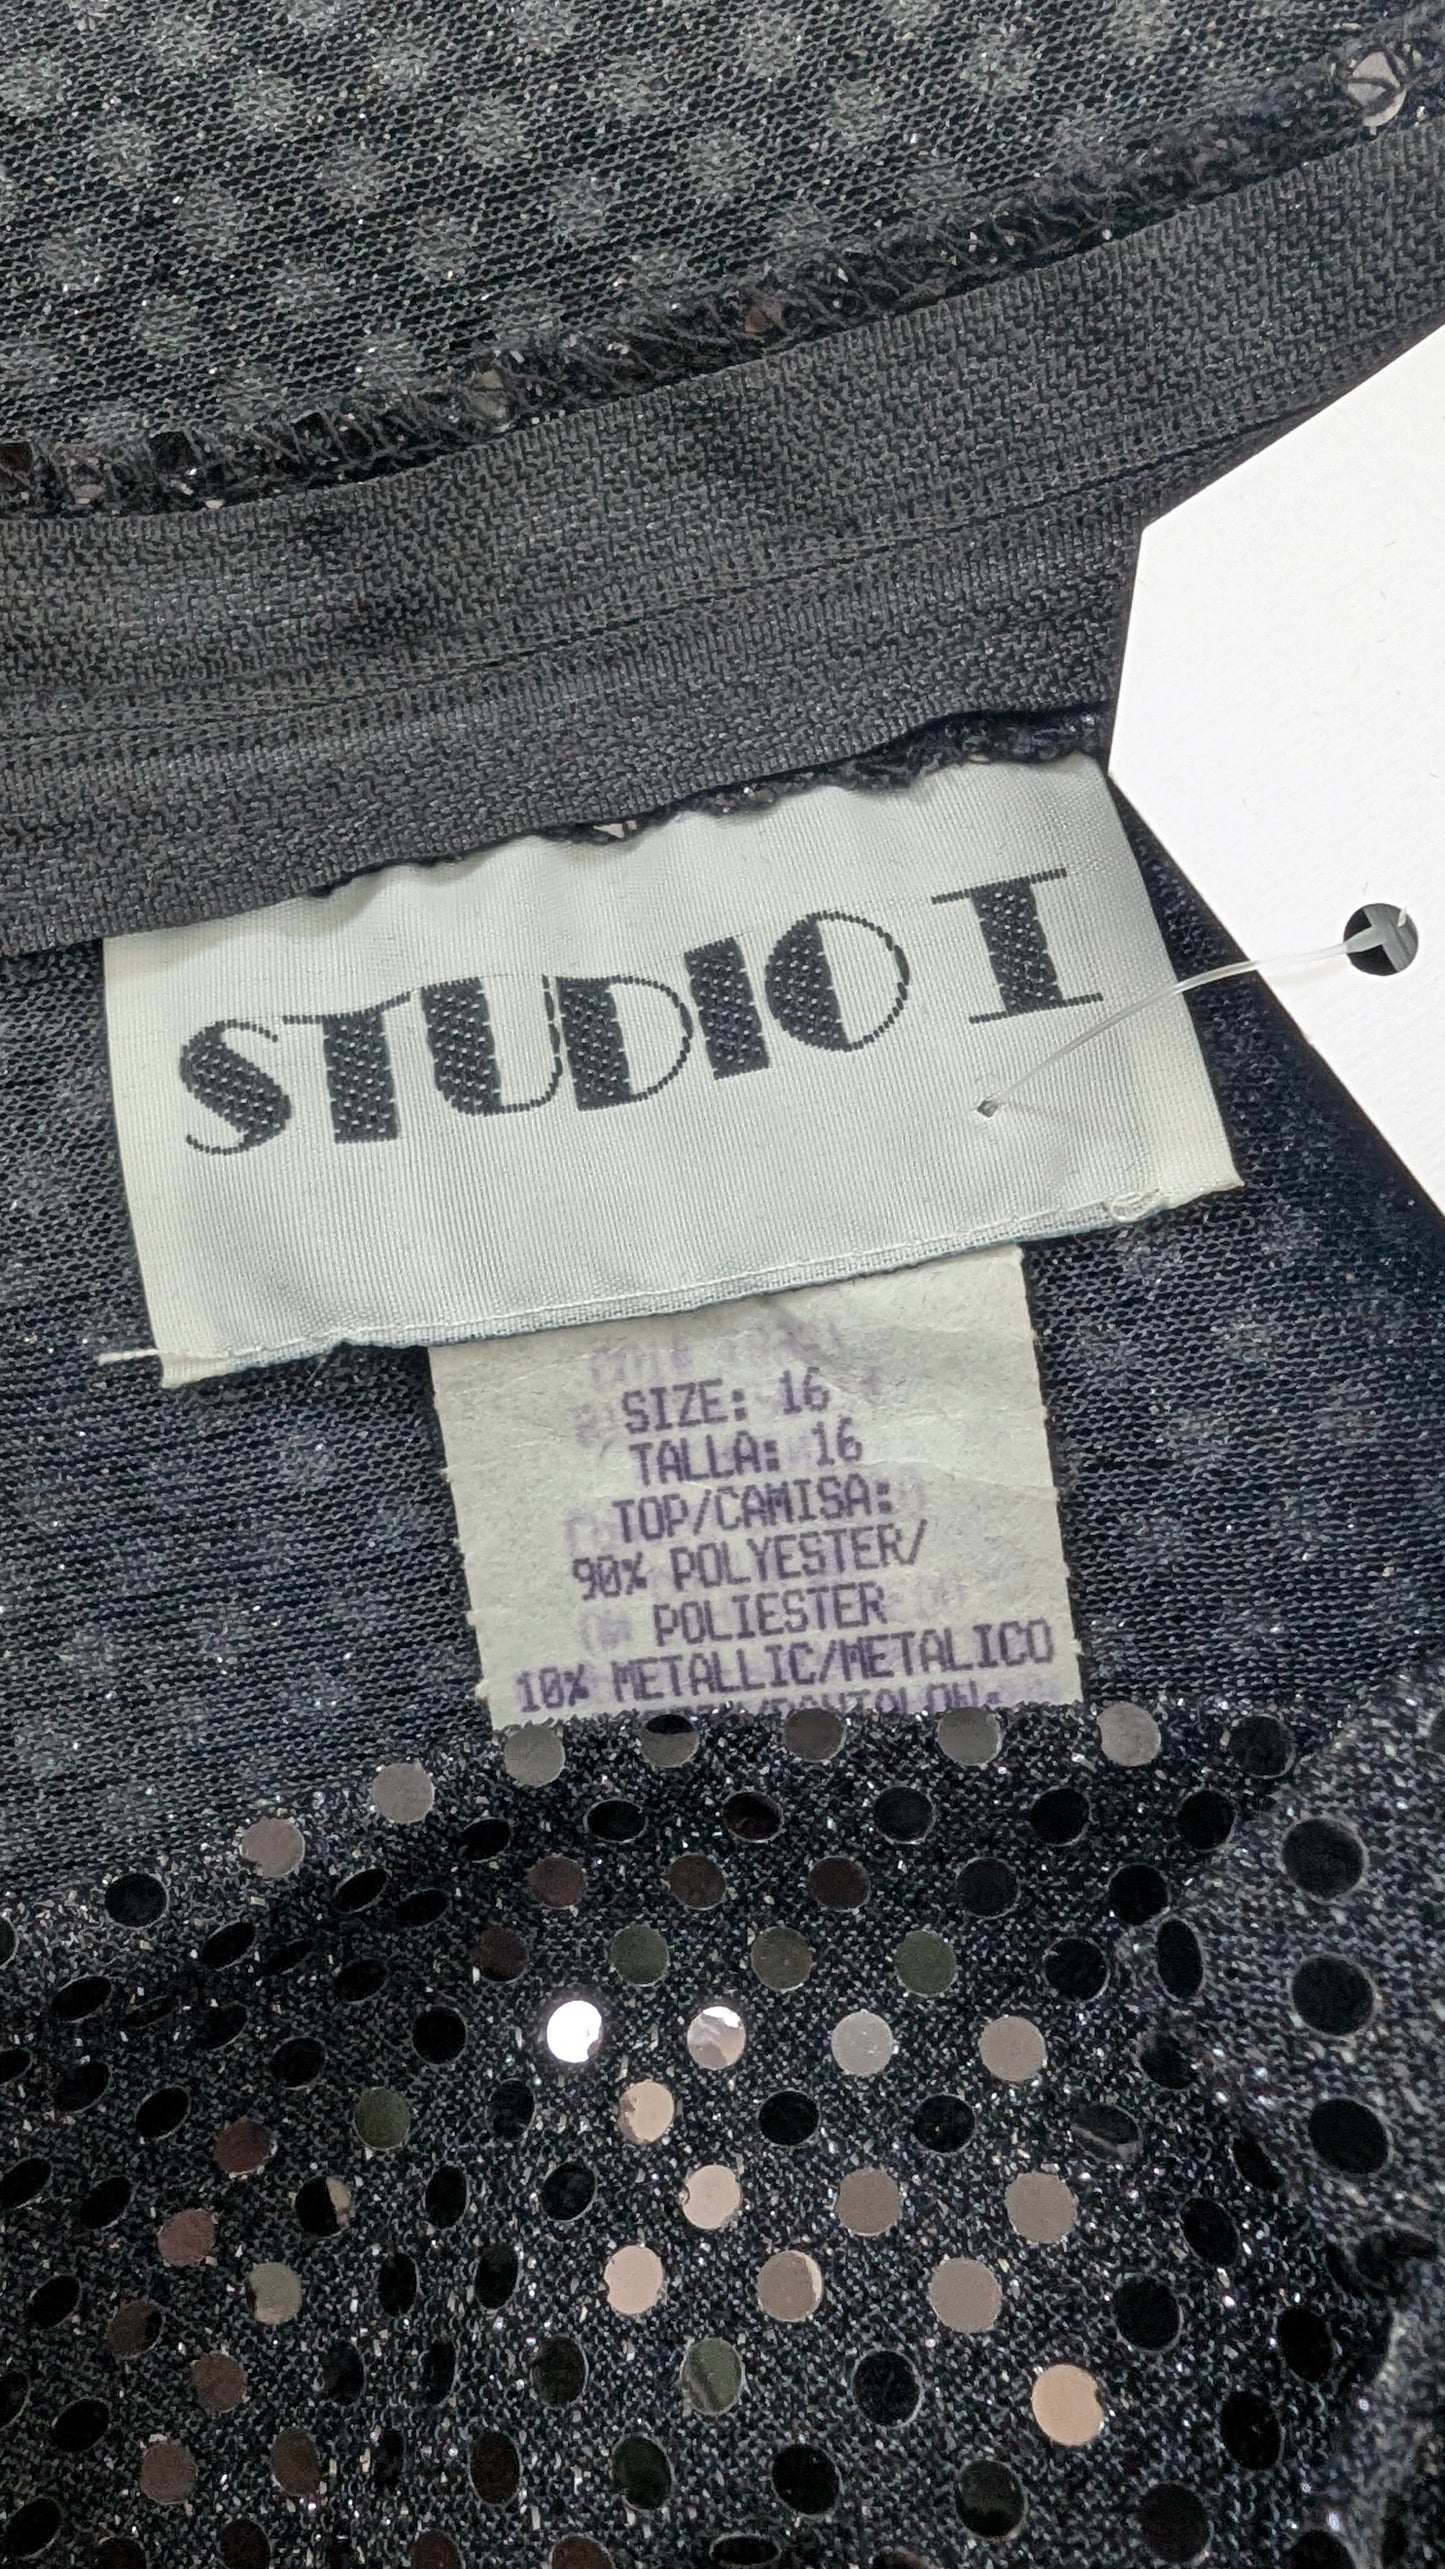 STUDIO I
SIZE: 16
TALLA: 16
TOP/CAMISA:
90% POLYESTER/
POLIESTER
10% METALLIC/METALICO